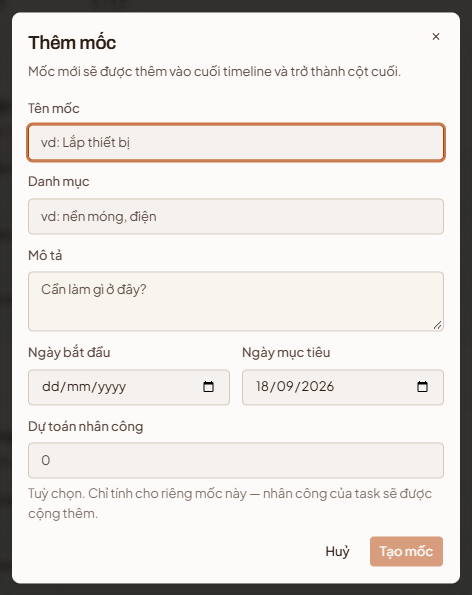 Thêm mốc
×
Mốc mới sẽ được thêm vào cuối timeline và trở thành cột cuối.
Tên mốc
vd: Lắp thiết bị
Danh mục
vd: nền móng, điện
Mô tả
Cần làm gì ở đây?
Ngày bắt đầu
Ngày mục tiêu
dd/mm/yyyy
18/09/2026
Dự toán nhân công
0
Tuỳ chọn. Chỉ tính cho riêng mốc này — nhân công của task sẽ được
cộng thêm.
Huỷ
Tạo mốc